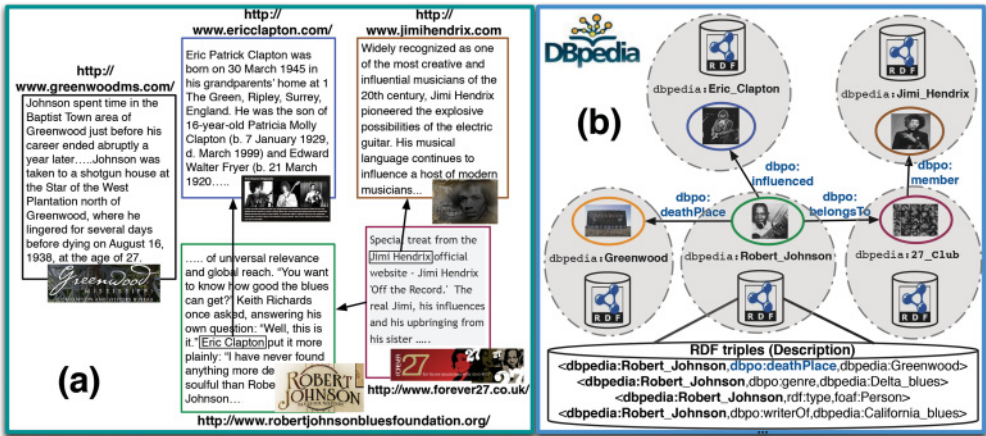 http://
www.greenwoodms.com/
Johnson spent time in the
Baptist Town area of
Greenwood just before his
career ended abruptly a
year later.....Johnson was
taken to a shotgun house at
the Star of the West
Plantation north of
Greenwood, where he
lingered for several days
before dying on August 16,
1938, at the age of 27.
Greenwood
MISSISSIPPI
http://
www.ericclapton.com/
Eric Patrick Clapton was
born on 30 March 1945 in
his grandparents' home at 1
The Green, Ripley, Surrey,
England. He was the son of
16-year-old Patricia Molly
Clapton (b. 7 January 1929,
d. March 1999) and Edward
Walter Fryer (b. 21 March
1920.....
http://
www.jimihendrix.com
Widely recognized as one
of the most creative and
influential musicians of the
20th century, Jimi Hendrix
pioneered the explosive
possibilities of the electric
guitar. His musical
language continues to
influence a host of modern
musicians...
..... of universal relevance
and global reach. "You want
to know how good the blues
can get?" Keith Richards
once asked, answering his
own question: "Well, this is
it." Eric Clapton put it more
plainly: "I have never found
anything more de
soulful than Robe
Johnson...
ROBERT
JOHNSON
http://www.robertjohnsonbluesfoundation.org/
Special treat from the
Jimi Hendrix official
website - Jimi Hendrix
'Off the Record.' The
real Jimi, his influences
and his upbringing from
his sister .....
FOREVER
27
27
27
http://www.forever27.co.uk/
(a)
DBpedia
(b)
RDF
dbpedia:Eric_Clapton
RDF
dbpedia:Jimi_Hendrix
dbpo:
influenced
dbpo:
member
dbpo:
deathPlace
dbpo:
belongsTo
dbpedia:Greenwood
dbpedia:Robert_Johnson
dbpedia:27_Club
RDF
RDF
RDF
RDF triples (Description)
<dbpedia:Robert_Johnson,dbpo:deathPlace,dbpedia:Greenwood>
<dbpedia:Robert_Johnson,dbpo:genre,dbpedia:Delta_blues>
<dbpedia:Robert_Johnson,rdf:type,foaf:Person>
<dbpedia:Robert_Johnson,dbpo:writerOf,dbpedia:California_blues>
...